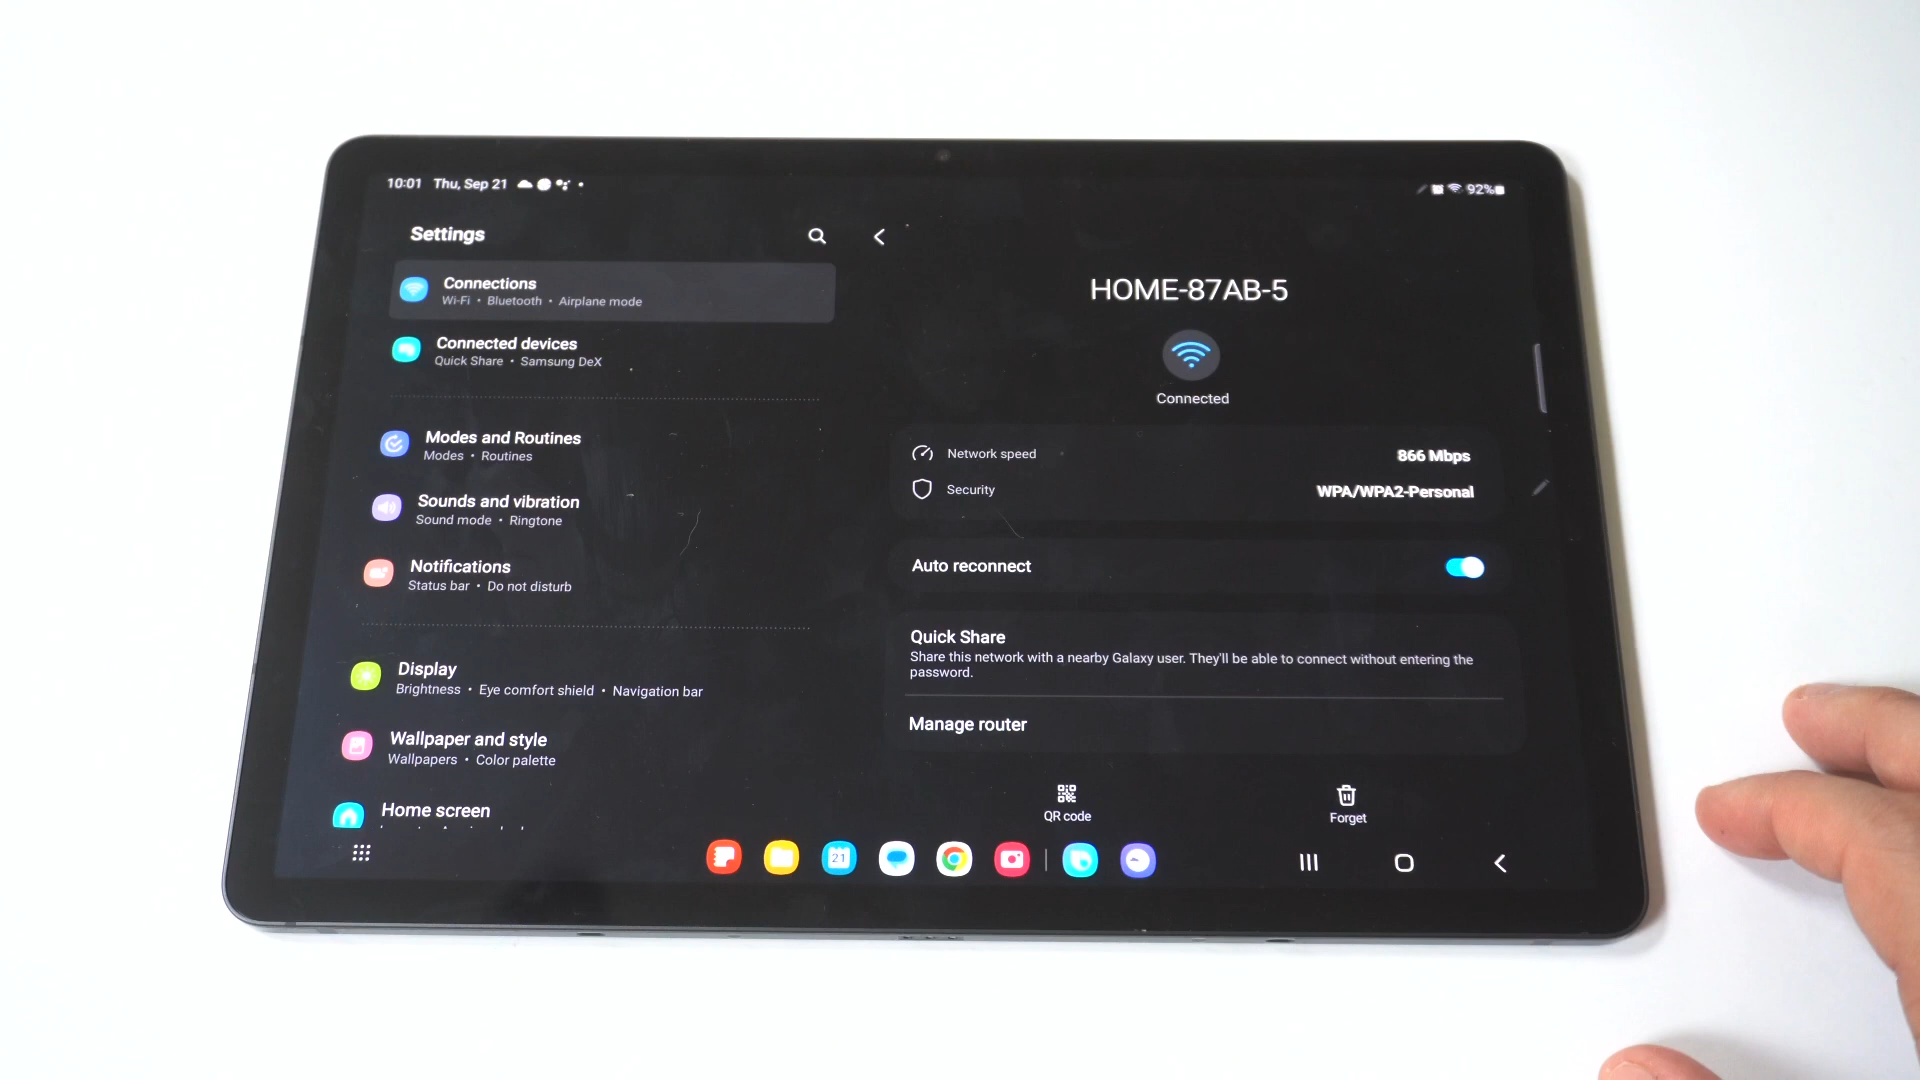 10:01 Thu, Sep 21
92%
Settings
Connections
Wi-Fi • Bluetooth • Airplane mode
Connected devices
Quick Share • Samsung DeX
Modes and Routines
Modes • Routines
Sounds and vibration
Sound mode • Ringtone
Notifications
Status bar • Do not disturb
Display
Brightness • Eye comfort shield • Navigation bar
Wallpaper and style
Wallpapers • Color palette
Home screen
HOME-87AB-5
Connected
Network speed 866 Mbps
Security WPA/WPA2-Personal
Auto reconnect
Quick Share
Share this network with a nearby Galaxy user. They'll be able to connect without entering the
password.
Manage router
QR code
Forget
21